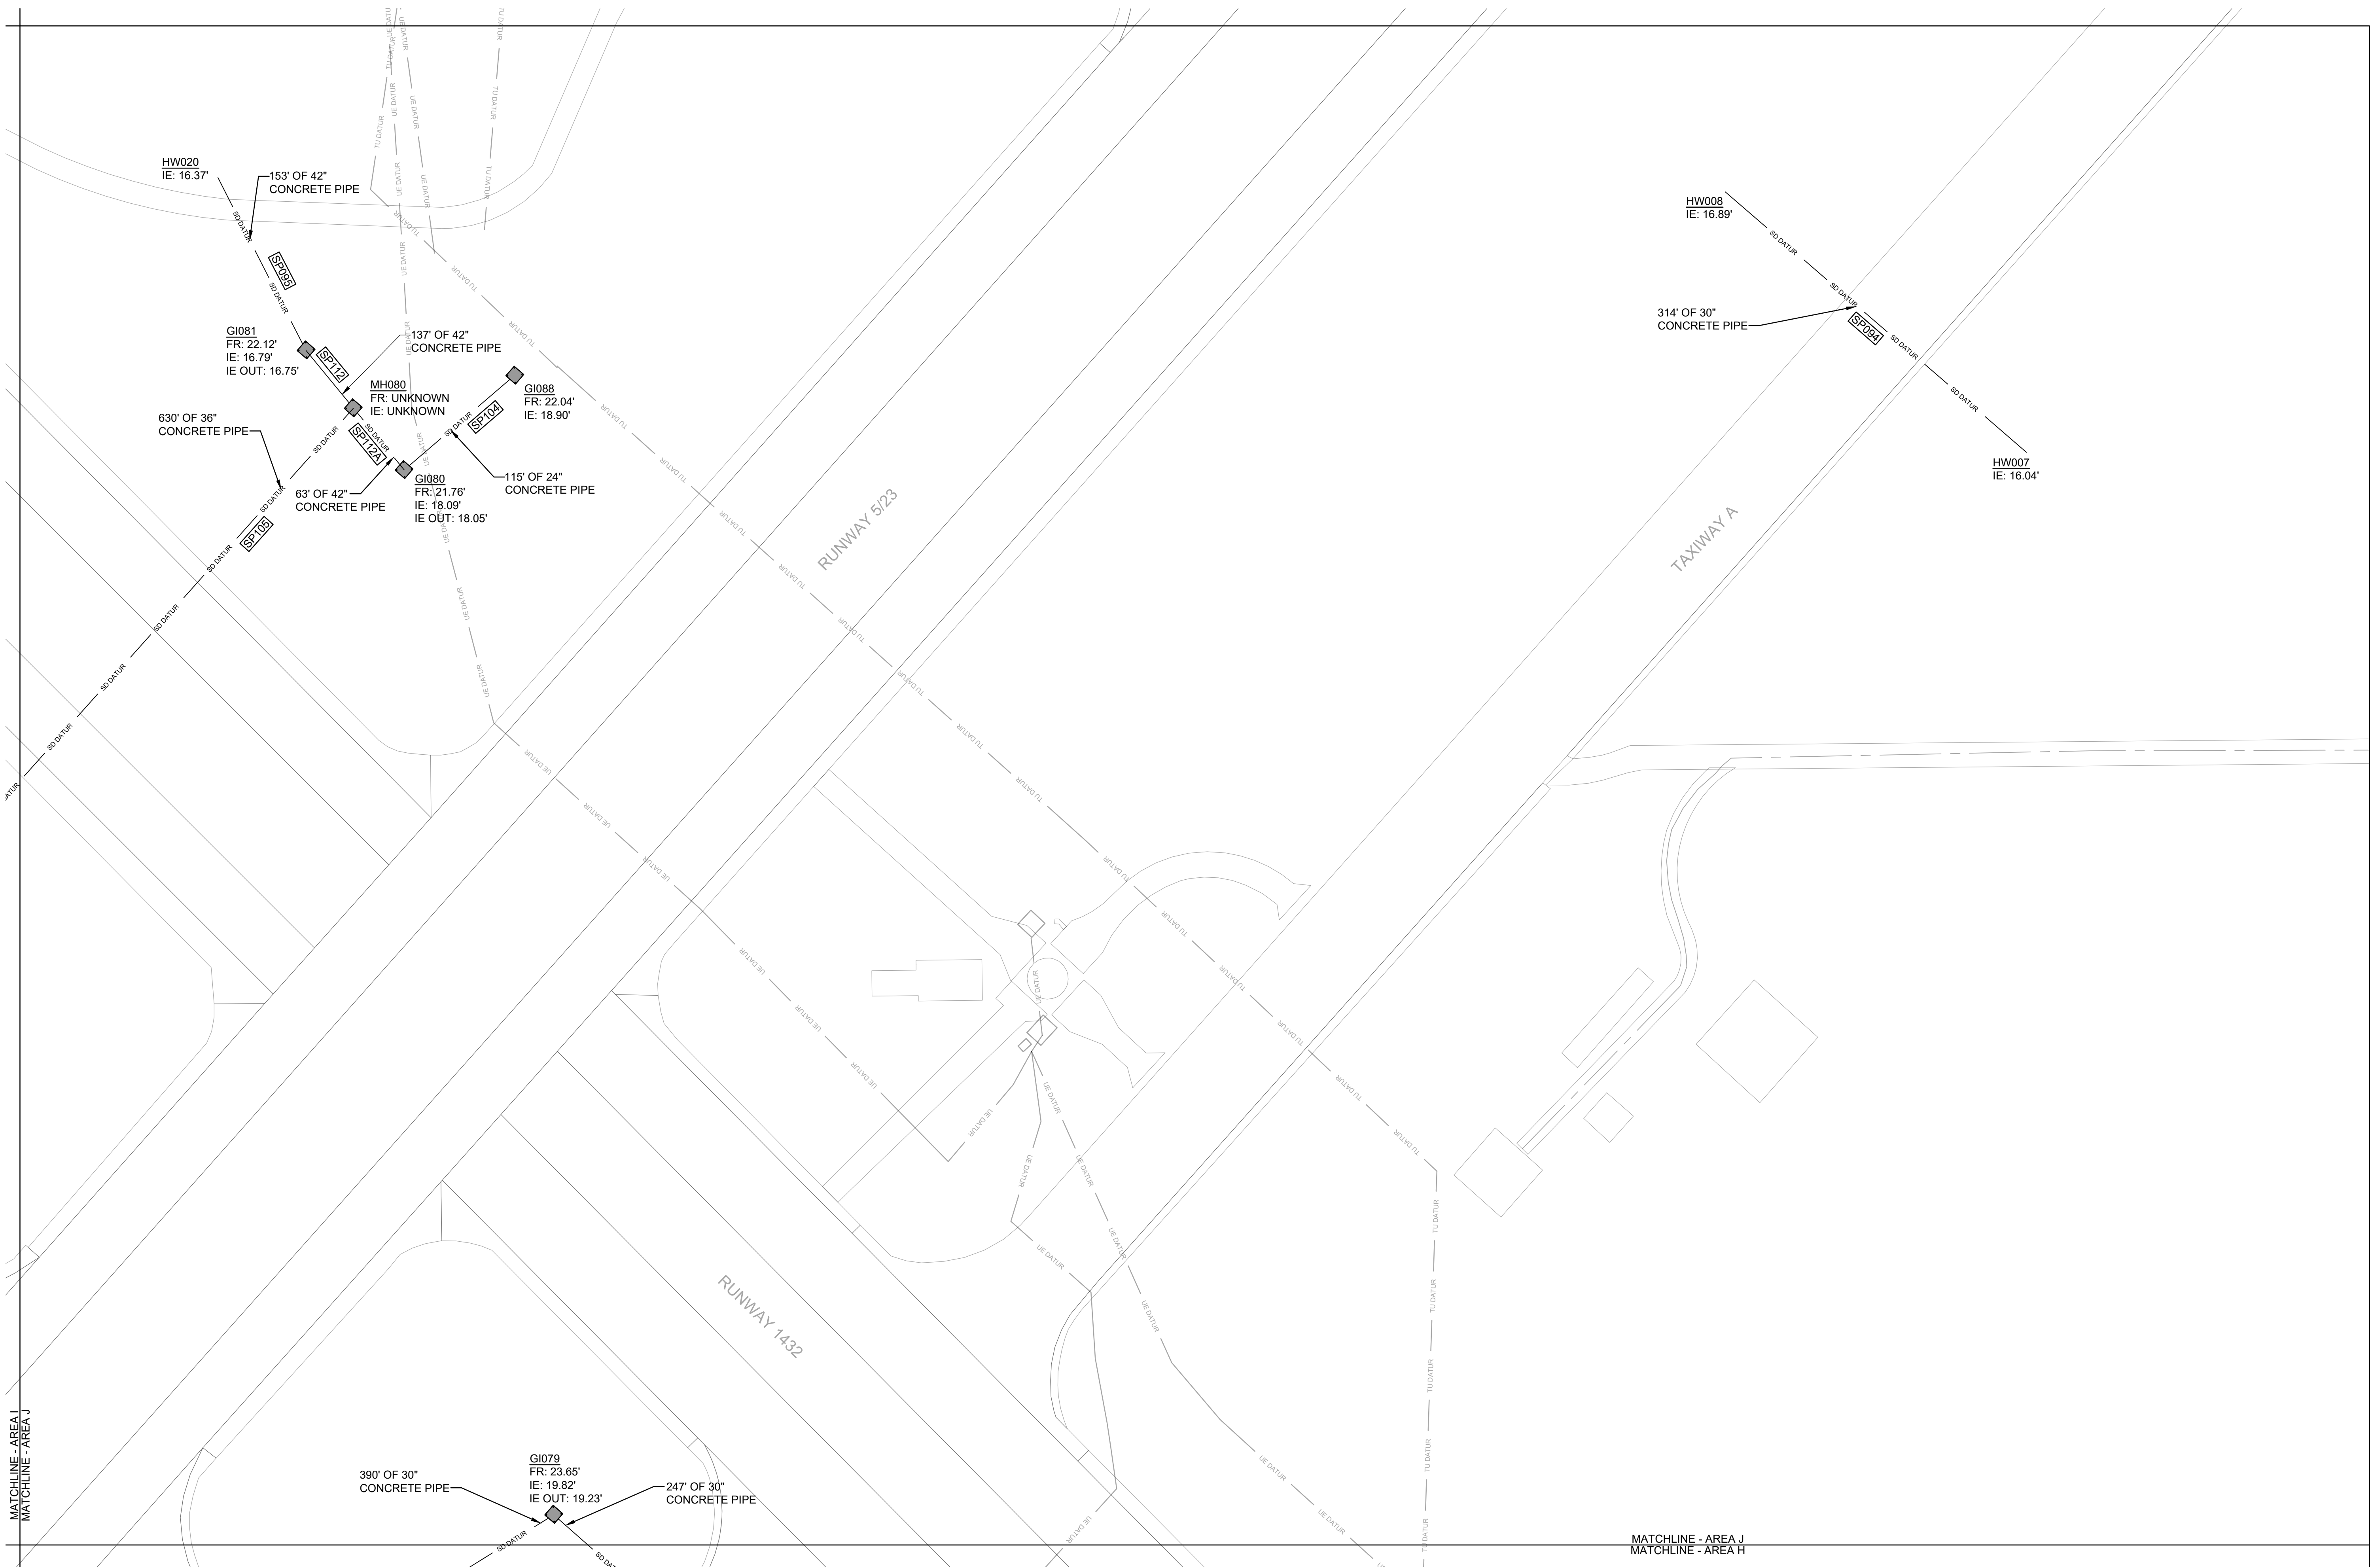 HW020
IE: 16.37'
153' OF 42"
CONCRETE PIPE
SP095
GI081
FR: 22.12'
IE: 16.79'
IE OUT: 16.75'
SP112
137' OF 42"
CONCRETE PIPE
MH080
FR: UNKNOWN
IE: UNKNOWN
GI088
FR: 22.04'
IE: 18.90'
SP104
630' OF 36"
CONCRETE PIPE
SP112A
63' OF 42"
CONCRETE PIPE
GI080
FR: 21.76'
IE: 18.09'
IE OUT: 18.05'
115' OF 24"
CONCRETE PIPE
SP105
SD DATUR
UE DATUR
TU DATUR
HW008
IE: 16.89'
314' OF 30"
CONCRETE PIPE
SP094
HW007
IE: 16.04'
RUNWAY 5/23
TAXIWAY A
RUNWAY 1432
390' OF 30"
CONCRETE PIPE
GI079
FR: 23.65'
IE: 19.82'
IE OUT: 19.23'
247' OF 30"
CONCRETE PIPE
MATCHLINE - AREA I
MATCHLINE - AREA J
MATCHLINE - AREA J
MATCHLINE - AREA H